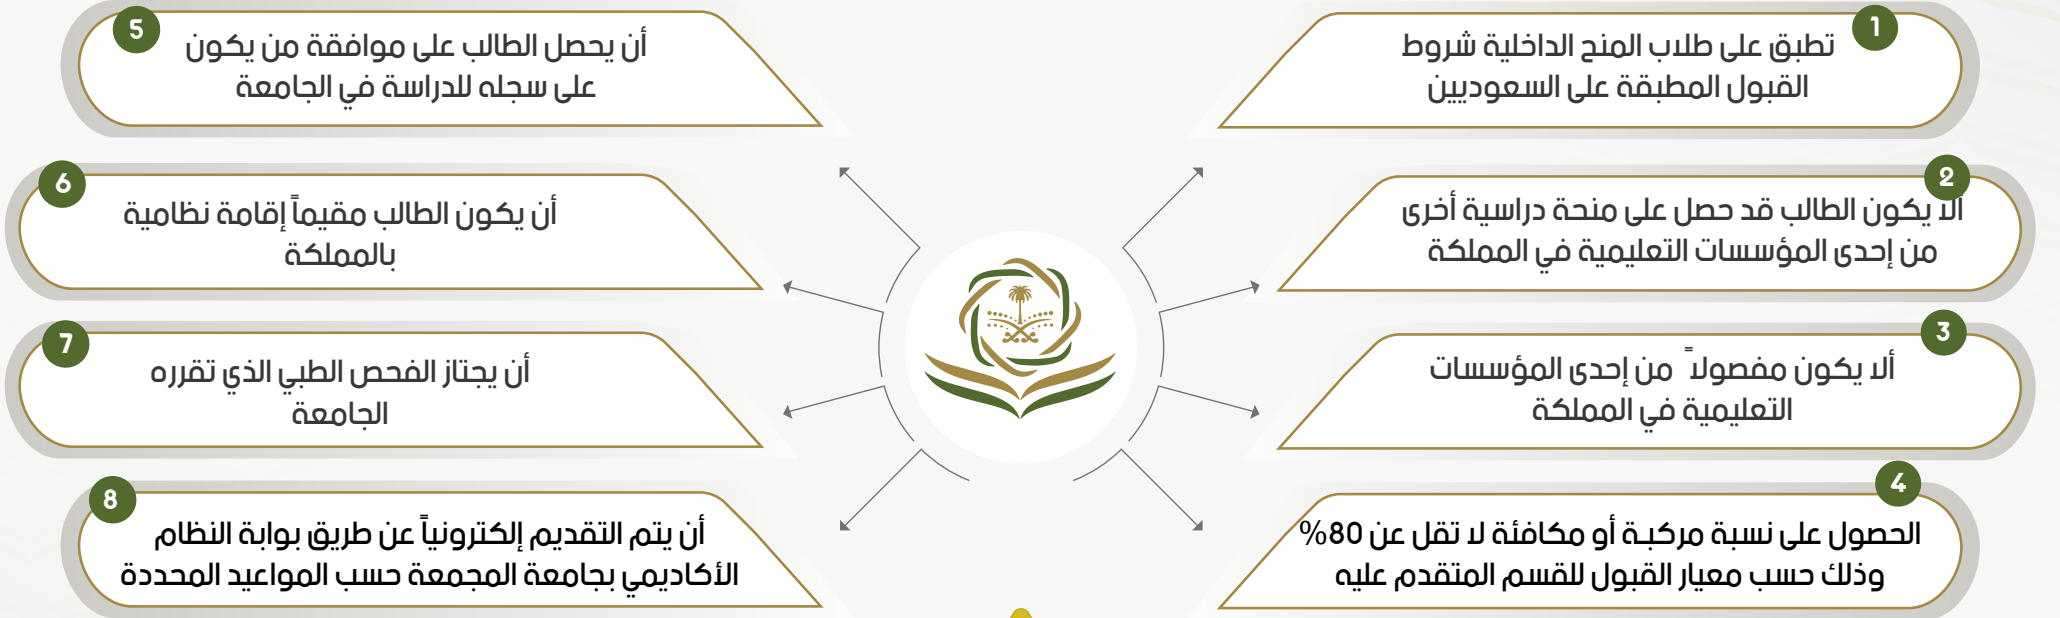 1
تطبق على طلاب المنح الداخلية شروط
القبول المطبقة على السعوديين
2
ألا يكون الطالب قد حصل على منحة دراسية أخرى
من إحدى المؤسسات التعليمية في المملكة
3
ألا يكون مفصولاً من إحدى المؤسسات
التعليمية في المملكة
4
الحصول على نسبة مركبة أو مكافئة لا تقل عن 80%
وذلك حسب معيار القبول للقسم المتقدم عليه
5
أن يحصل الطالب على موافقة من يكون
على سجله للدراسة في الجامعة
6
أن يكون الطالب مقيماً إقامة نظامية
بالمملكة
7
أن يجتاز الفحص الطبي الذي تقرره
الجامعة
8
أن يتم التقديم إلكترونياً عن طريق بوابة النظام
الأكاديمي بجامعة المجمعة حسب المواعيد المحددة